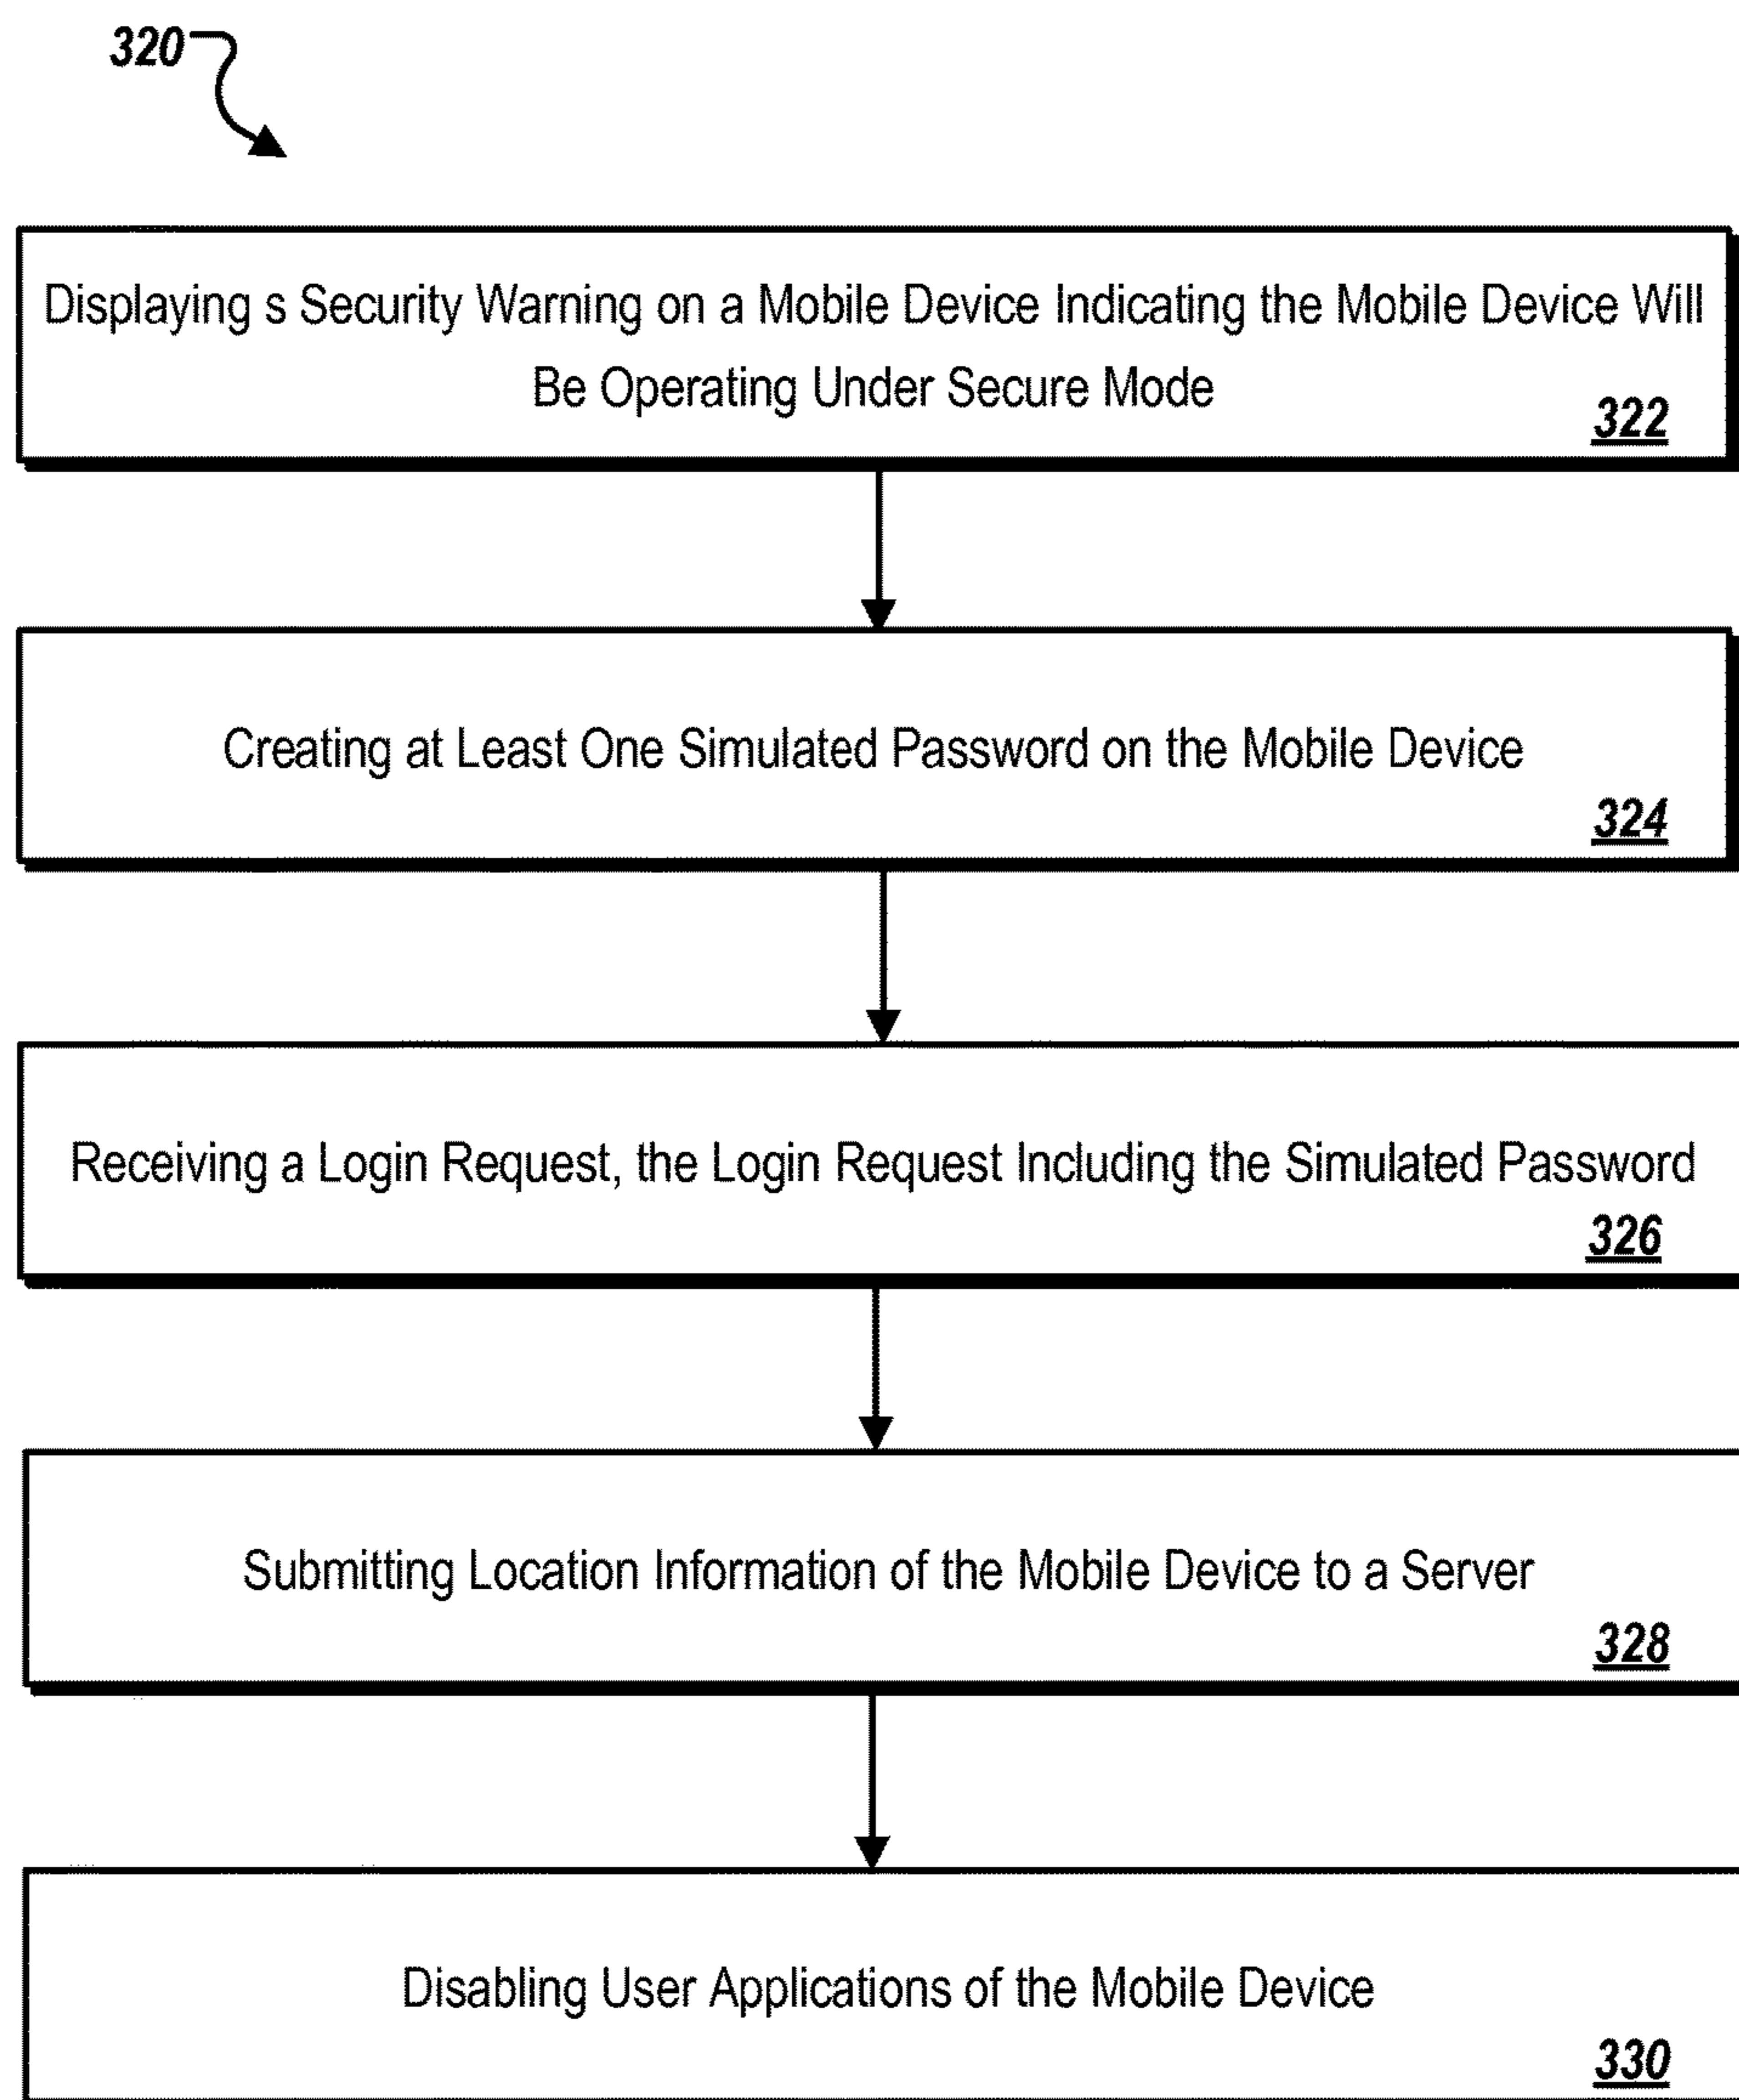 320
Displaying s Security Warning on a Mobile Device Indicating the Mobile Device Will
Be Operating Under Secure Mode
322
Creating at Least One Simulated Password on the Mobile Device
324
Receiving a Login Request, the Login Request Including the Simulated Password
326
Submitting Location Information of the Mobile Device to a Server
328
Disabling User Applications of the Mobile Device
330